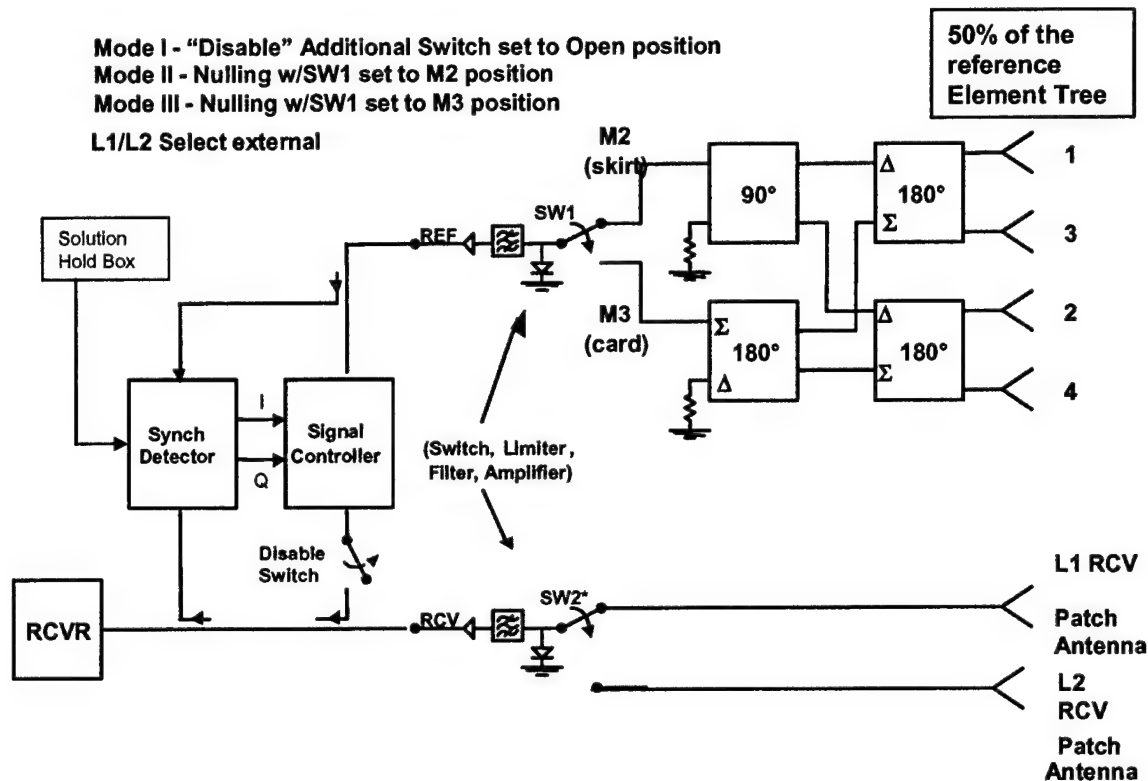 Mode I - "Disable" Additional Switch set to Open position
Mode II - Nulling w/SW1 set to M2 position
Mode III - Nulling w/SW1 set to M3 position
L1/L2 Select external
50% of the
reference
Element Tree
M2
(skirt)
90°
Δ
180°
Σ
1
3
SW1
REF
Solution
Hold Box
M3
(card)
Σ
180°
Δ
Δ
180°
Σ
2
4
Synch
Detector
I
Q
Signal
Controller
(Switch, Limiter,
Filter, Amplifier)
Disable
Switch
RCVR
RCV
SW2*
L1 RCV
Patch
Antenna
L2
RCV
Patch
Antenna